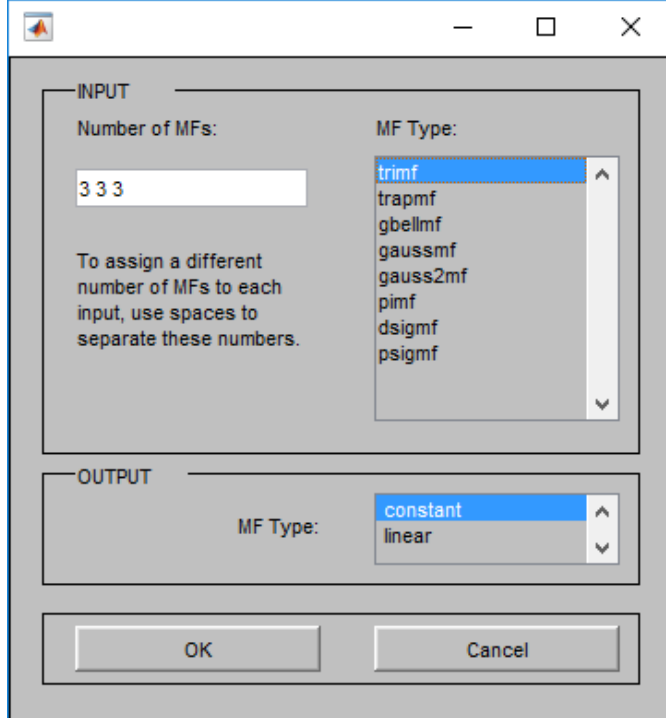 INPUT
Number of MFs:
3 3 3
To assign a different
number of MFs to each
input, use spaces to
separate these numbers.
MF Type:
trimf
trapmf
gbellmf
gaussmf
gauss2mf
pimf
dsigmf
psigmf
OUTPUT
MF Type:
constant
linear
OK
Cancel